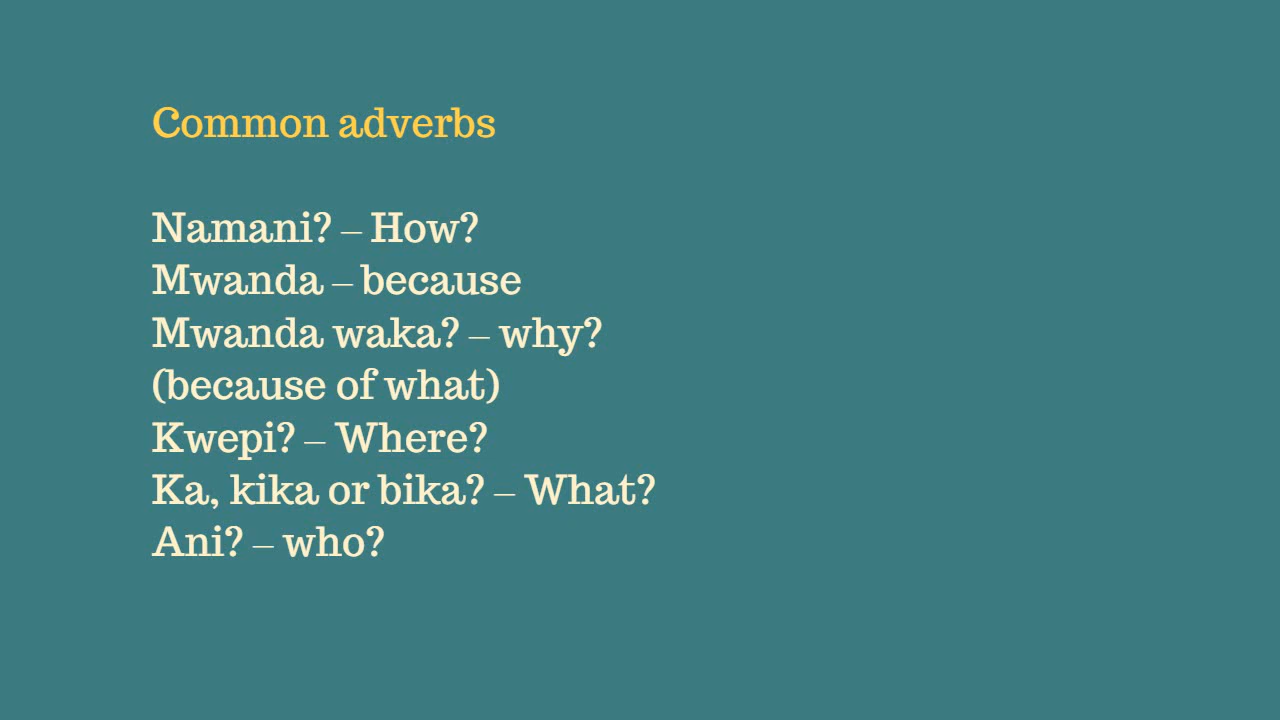 Common adverbs
Namani? – How?
Mwanda – because
Mwanda waka? – why?
(because of what)
Kwepi? – Where?
Ka, kika or bika? – What?
Ani? – who?